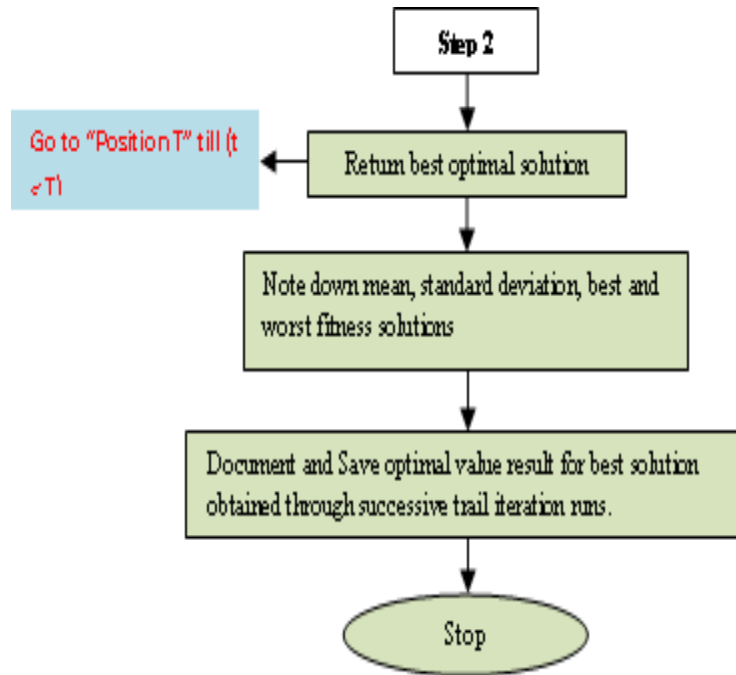 Step 2
Go to "Position T" till (t
< T)
Return best optimal solution
Note down mean, standard deviation, best and
worst fitness solutions
Document and Save optimal value result for best solution
obtained through successive trail iteration runs.
Stop